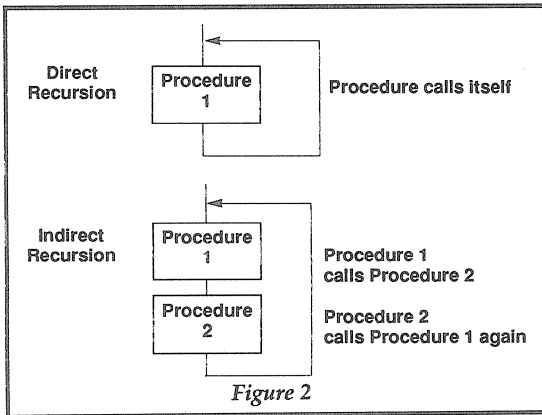 Direct
Recursion
Procedure
1
Procedure calls itself
Indirect
Recursion
Procedure
1
Procedure
2
Procedure 1
calls Procedure 2
Procedure 2
calls Procedure 1 again
Figure 2